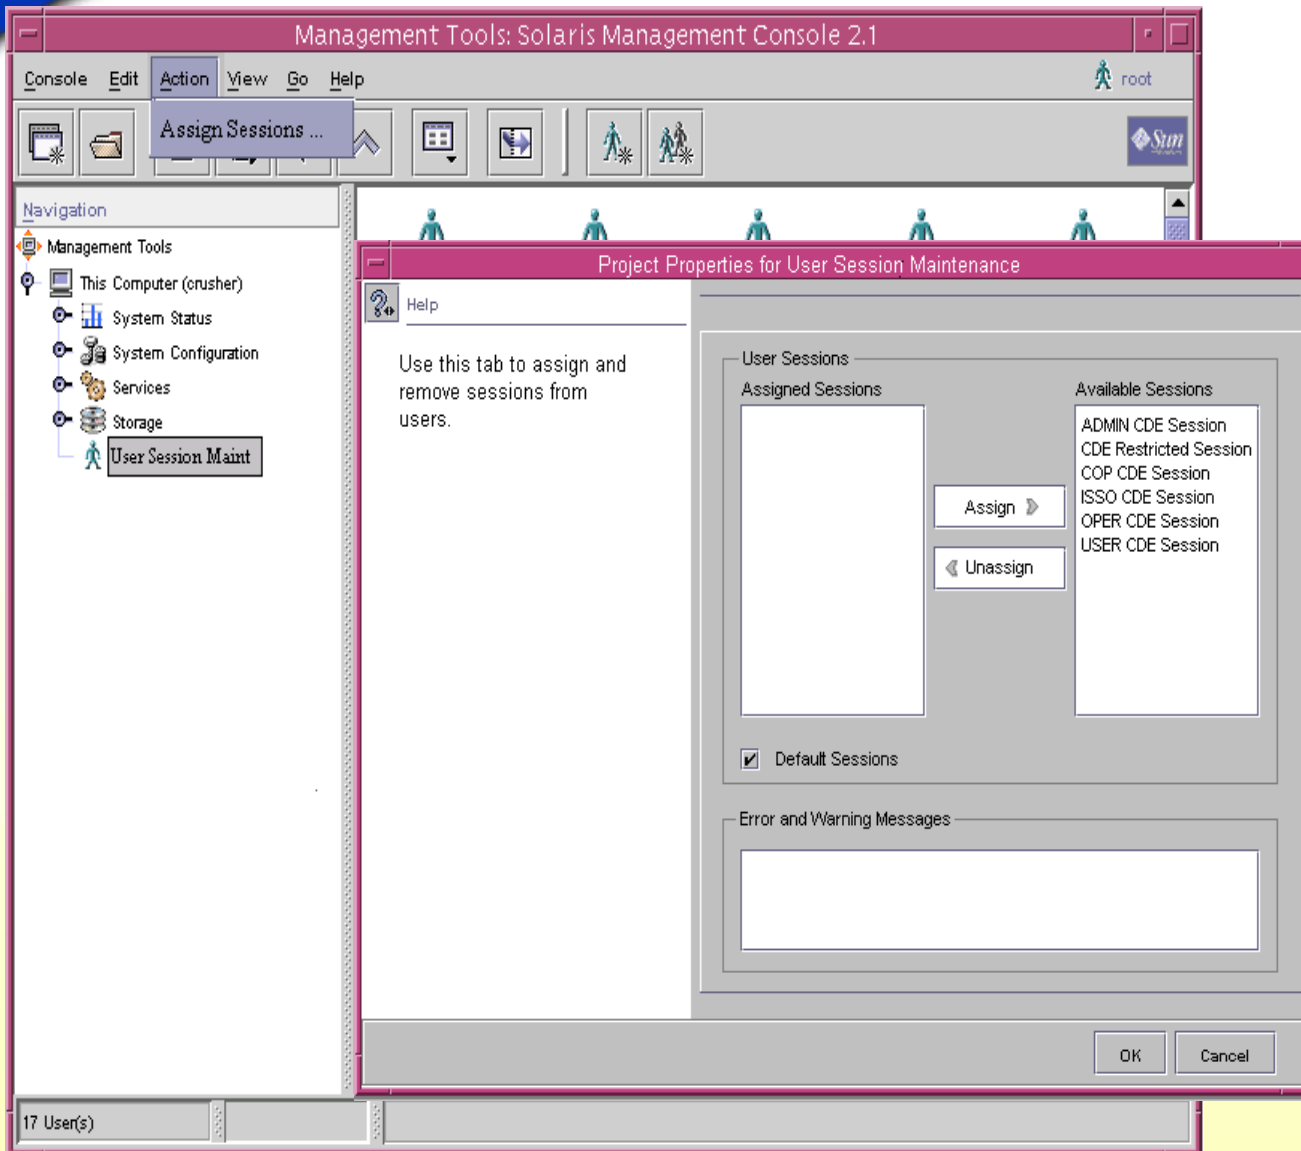 Management Tools: Solaris Management Console 2.1
Console Edit Action View Go Help
root
Assign Sessions ...
Sun
Navigation
Management Tools
This Computer (crusher)
System Status
System Configuration
Services
Storage
User Session Maint
Project Properties for User Session Maintenance
Help
Use this tab to assign and
remove sessions from
users.
User Sessions
Assigned Sessions
Available Sessions
ADMIN CDE Session
CDE Restricted Session
COP CDE Session
ISSO CDE Session
OPER CDE Session
USER CDE Session
Assign
Unassign
Default Sessions
Error and Warning Messages
OK
Cancel
17 User(s)